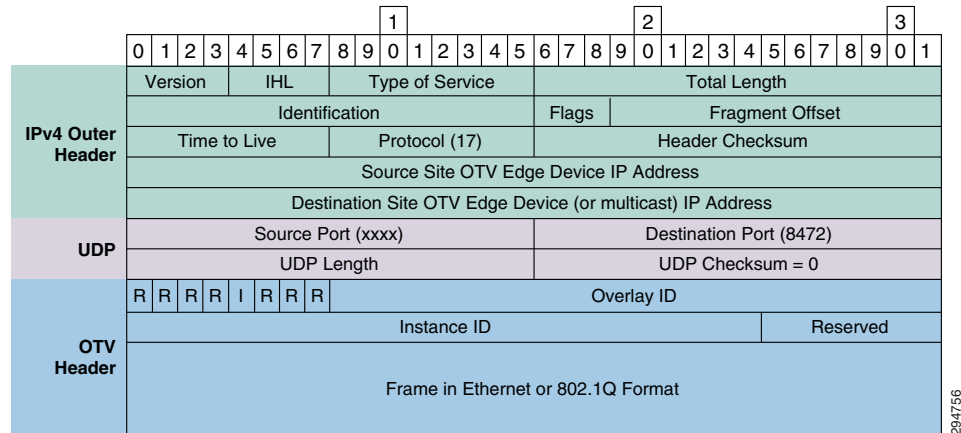 1 2 3
0 1 2 3 4 5 6 7 8 9 0 1 2 3 4 5 6 7 8 9 0 1 2 3 4 5 6 7 8 9 0 1
Version IHL Type of Service Total Length
Identification Flags Fragment Offset
IPv4 Outer
Header
Time to Live Protocol (17) Header Checksum
Source Site OTV Edge Device IP Address
Destination Site OTV Edge Device (or multicast) IP Address
UDP
Source Port (xxxx) Destination Port (8472)
UDP Length UDP Checksum = 0
R R R R I R R R Overlay ID
Instance ID Reserved
OTV
Header
Frame in Ethernet or 802.1Q Format
294756